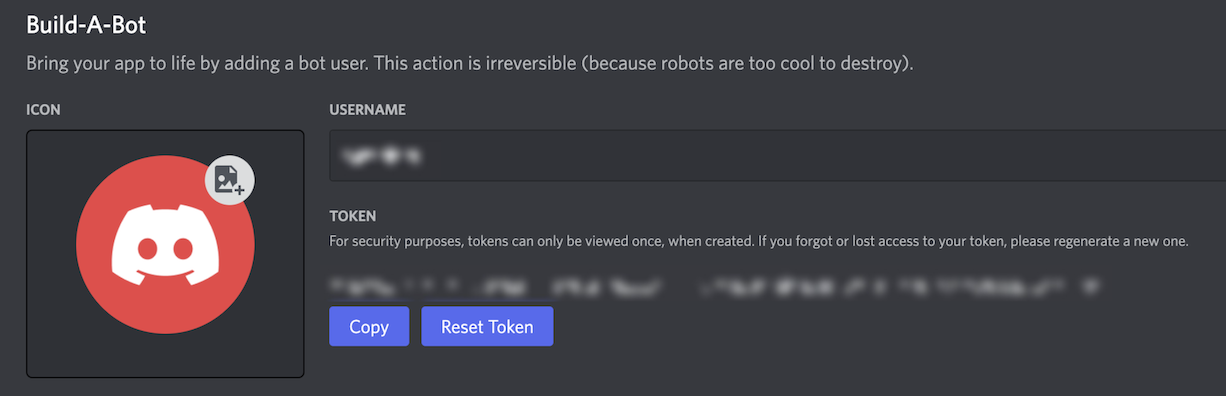 Build-A-Bot
Bring your app to life by adding a bot user. This action is irreversible (because robots are too cool to destroy).
ICON
USERNAME
TOKEN
For security purposes, tokens can only be viewed once, when created. If you forgot or lost access to your token, please regenerate a new one.
Copy
Reset Token